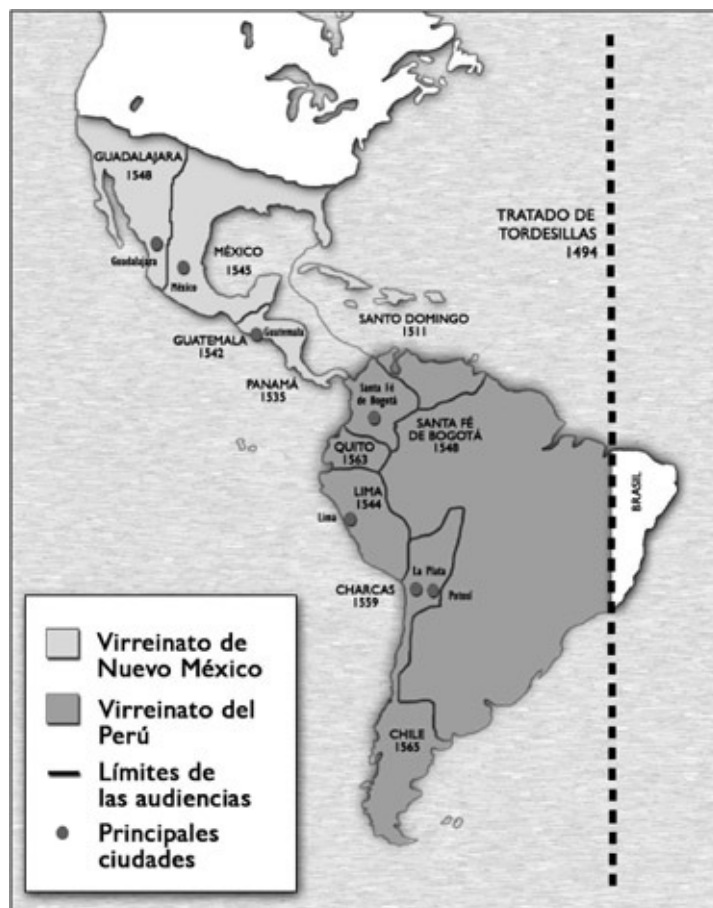 GUADALAJARA
1548
Guadalajara
México
MÉXICO
1545
TRATADO DE
TORDESILLAS
1494
SANTO DOMINGO
1511
GUATEMALA
1542
Guatemala
PANAMÁ
1535
Santa Fé
de Bogotá
SANTA FÉ
DE BOGOTÁ
1548
QUITO
1563
LIMA
1544
Lima
BRASIL
La Plata
Potosí
CHARCAS
1559
CHILE
1565
Virreinato de
Nuevo México
Virreinato del
Perú
Límites de
las audiencias
Principales
ciudades